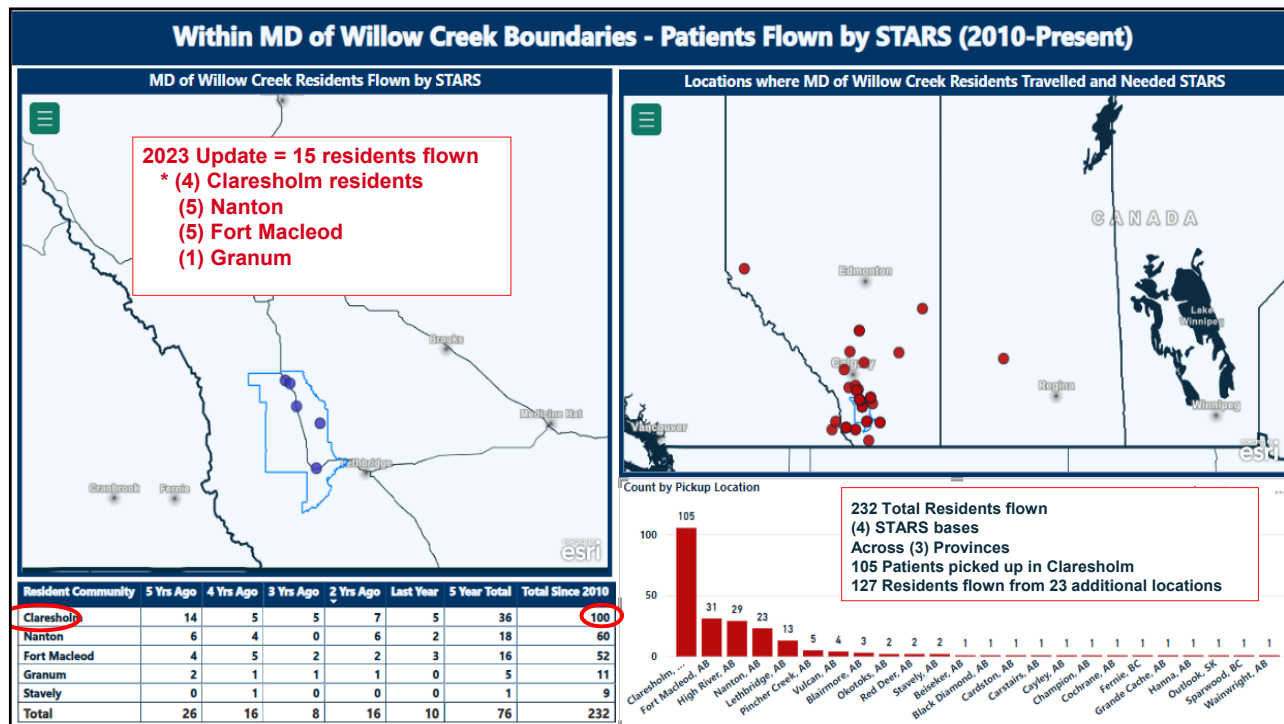 Within MD of Willow Creek Boundaries - Patients Flown by STARS (2010-Present)
MD of Willow Creek Residents Flown by STARS
2023 Update = 15 residents flown
* (4) Claresholm residents
(5) Nanton
(5) Fort Macleod
(1) Granum
Brooks
Medicine Hat
Lethbridge
Cranbrook
Fernie
esri
Locations where MD of Willow Creek Residents Travelled and Needed STARS
CANADA
Edmonton
Lake
Winnipeg
Calgary
Regina
Winnipeg
Vancouver
esri
Resident Community 5 Yrs Ago 4 Yrs Ago 3 Yrs Ago 2 Yrs Ago Last Year 5 Year Total Total Since 2010
Claresholm 14 5 5 7 5 36 100
Nanton 6 4 0 6 2 18 60
Fort Macleod 4 5 2 2 3 16 52
Granum 2 1 1 1 0 5 11
Stavely 0 1 0 0 0 1 9
Total 26 16 8 16 10 76 232
Count by Pickup Location
232 Total Residents flown
(4) STARS bases
Across (3) Provinces
105 Patients picked up in Claresholm
127 Residents flown from 23 additional locations
100
50
0
105 31 29 23 13 5 4 3 2 2 2 1 1 1 1 1 1 1 1 1 1 1 1 1
Claresholm, ...
Fort Macleod, AB
High River, AB
Nanton, AB
Lethbridge, AB
Pincher Creek, AB
Vulcan, AB
Blairmore, AB
Okotoks, AB
Red Deer, AB
Stavely, AB
Beiseker, AB
Black Diamond, AB
Cardston, AB
Carstairs, AB
Cayley, AB
Champion, AB
Cochrane, AB
Fernie, BC
Grande Cache, AB
Hanna, AB
Outlook, SK
Sparwood, BC
Wainwright, AB